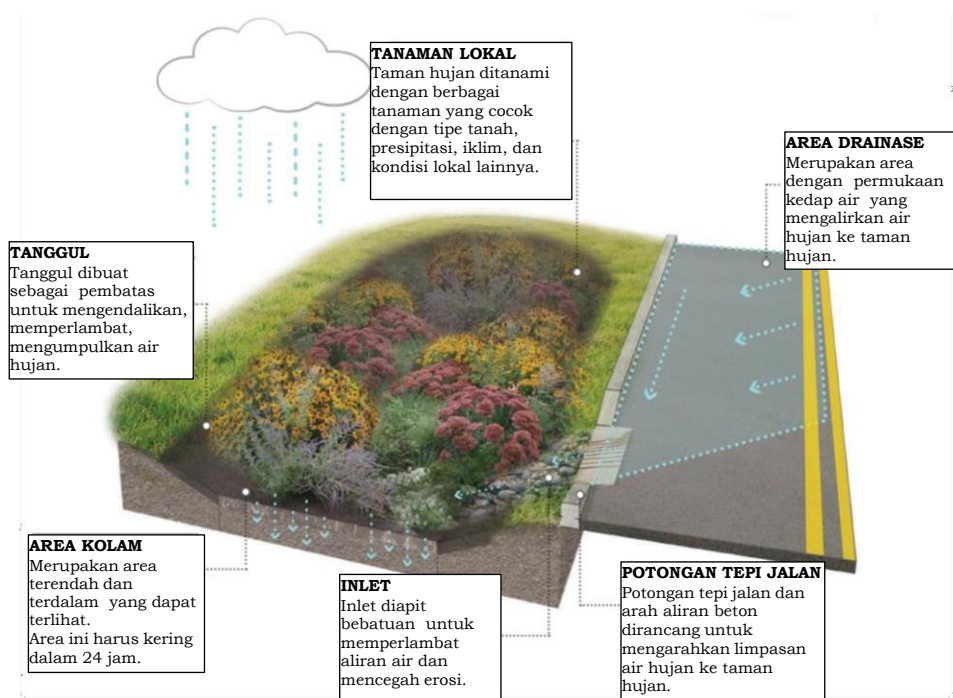 TANAMAN LOKAL
Taman hujan ditanami
dengan berbagai
tanaman yang cocok
dengan tipe tanah,
presipitasi, iklim, dan
kondisi lokal lainnya.
AREA DRAINASE
Merupakan area
dengan permukaan
kedap air yang
mengalirkan air
hujan ke taman
hujan.
TANGGUL
Tanggul dibuat
sebagai pembatas
untuk mengendalikan,
memperlambat,
mengumpulkan air
hujan.
AREA KOLAM
Merupakan area
terendah dan
terdalam yang dapat
terlihat.
Area ini harus kering
dalam 24 jam.
INLET
Inlet diapit
bebatuan untuk
memperlambat
aliran air dan
mencegah erosi.
POTONGAN TEPI JALAN
Potongan tepi jalan dan
arah aliran beton
dirancang untuk
mengarahkan limpasan
air hujan ke taman
hujan.